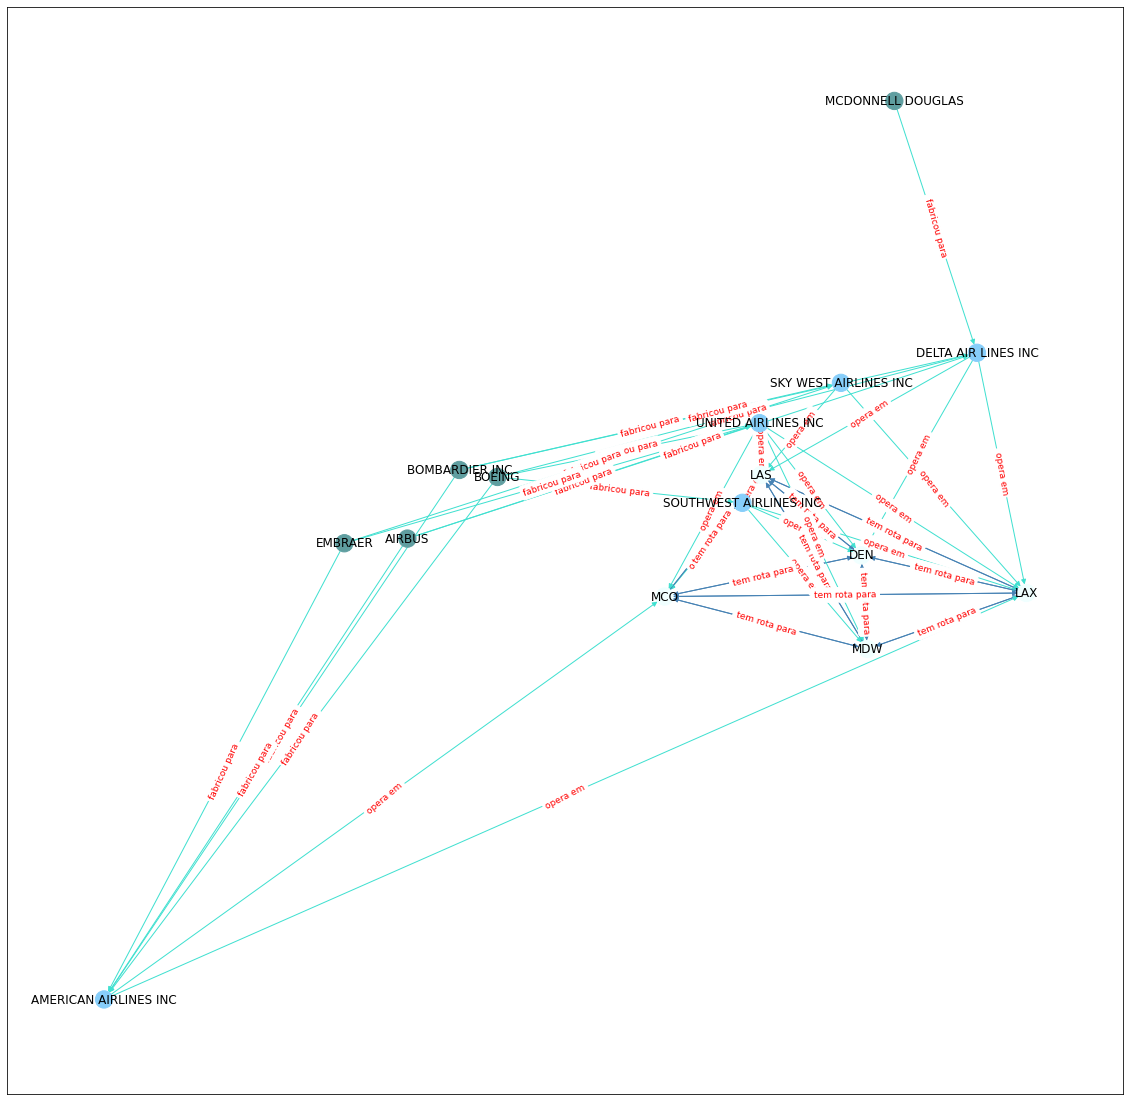 MCDONNELL DOUGLAS
fabricou para
DELTA AIR LINES INC
SKY WEST AIRLINES INC
fabricou para
fabricou para
UNITED AIRLINES INC
opera em
opera em
opera em
opera em
fabricou para
fabricou para
BOMBARDIER INC
BOEING
LAS
opera em
opera em
fabricou para
fabricou para
fabricou para
SOUTHWEST AIRLINES INC
opera em
opera em
tem rota para
opera em
tem rota para
EMBRAER
AIRBUS
opera em
DEN
tem rota para
tem rota para
tem rota para
MCO
tem rota para
LAX
tem rota para
tem rota para
MDW
fabricou para
fabricou para
fabricou para
opera em
opera em
AMERICAN AIRLINES INC